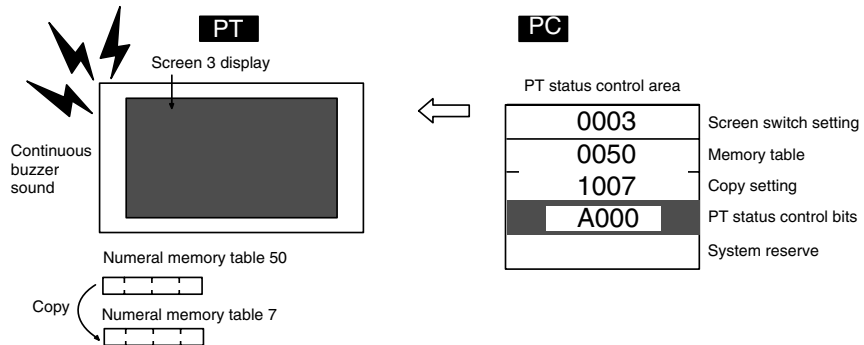 PT
Screen 3 display
Continuous
buzzer
sound
Numeral memory table 50
Copy
Numeral memory table 7
PC
PT status control area
0003 Screen switch setting
0050 Memory table
1007 Copy setting
A000 PT status control bits
System reserve